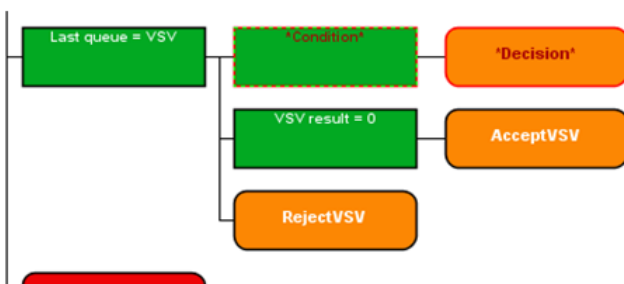 Last queue = VSV
*Condition*
*Decision*
VSV result = 0
AcceptVSV
RejectVSV